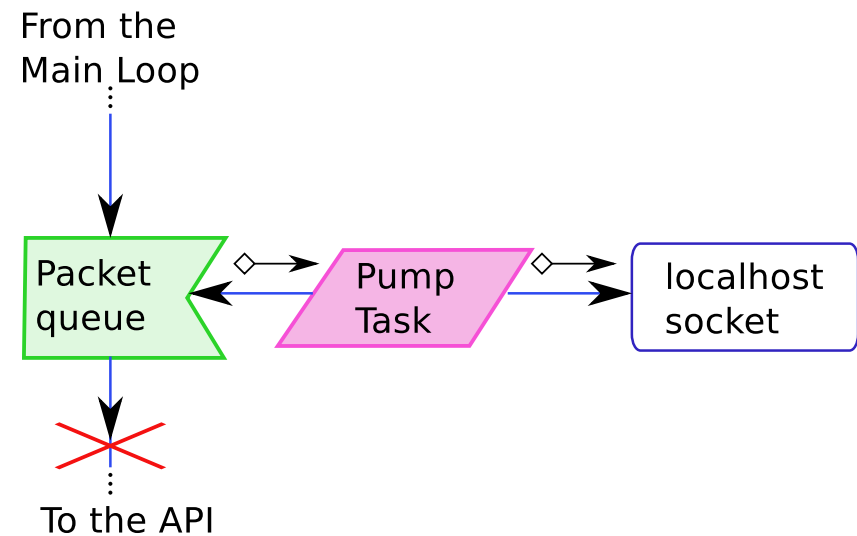 From the
Main Loop
Packet
queue
Pump
Task
localhost
socket
To the API